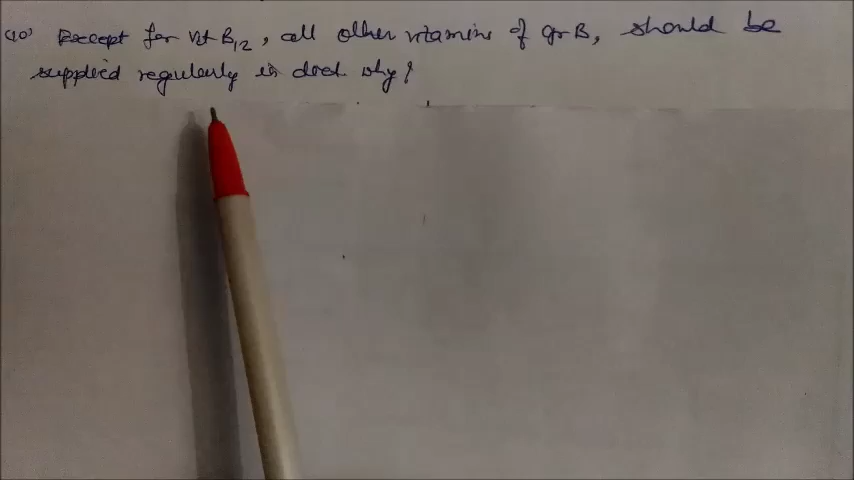 (10) Except for vit B12, all other vitamins of gr B, should be
supplied regularly in diet. why?